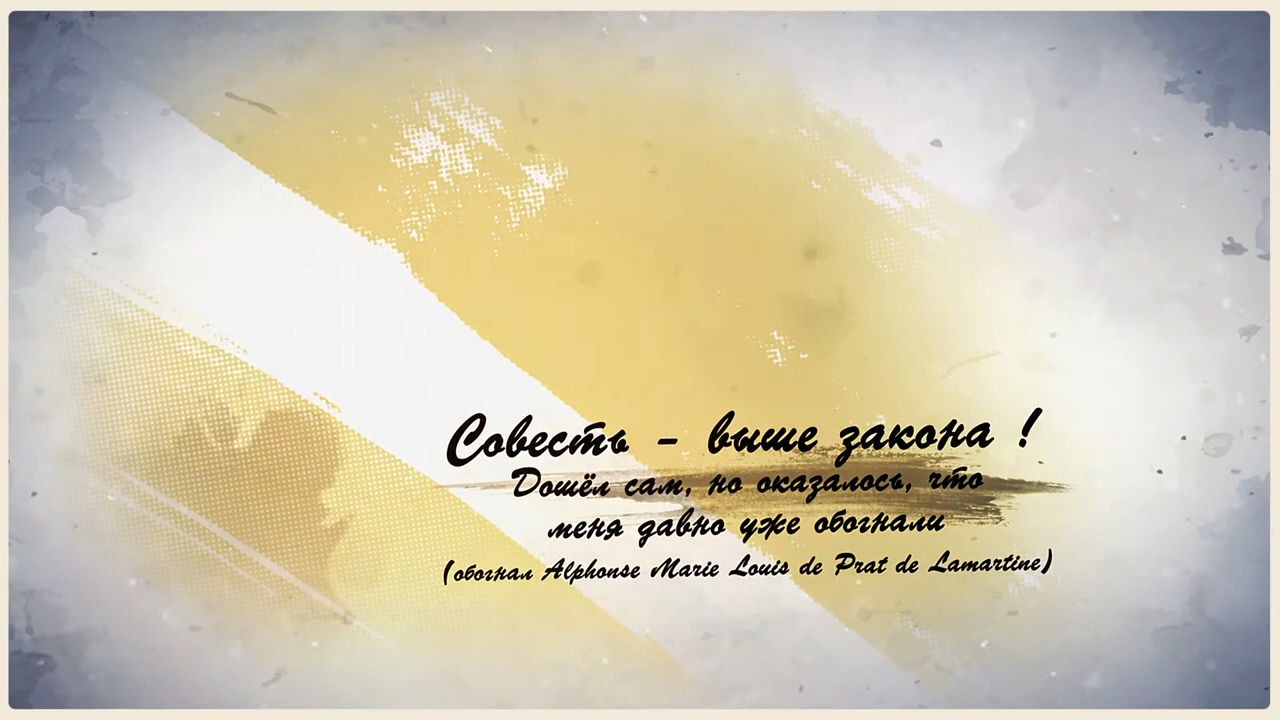 Совесть - выше закона !
Дошёл сам, но оказалось, что
меня давно уже обогнали
(обогнал Alphonse Marie Louis de Prat de Lamartine)